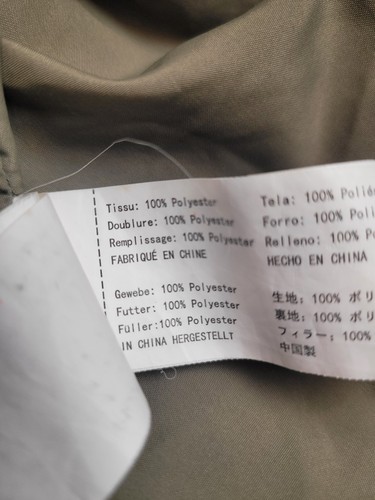 Tissu: 100% Polyester
Doublure: 100% Polyester
Remplissage: 100% Polyester
FABRIQUÉ EN CHINE
Gewebe: 100% Polyester
Futter: 100% Polyester
Fuller:100% Polyester
IN CHINA HERGESTELLT
Tela: 100% Polié
Forro: 100% Poli
Relleno: 100% Po
HECHO EN CHINA
生地: 100% ポリ
裏地: 100% ポリ
フィラー: 100%
中国製